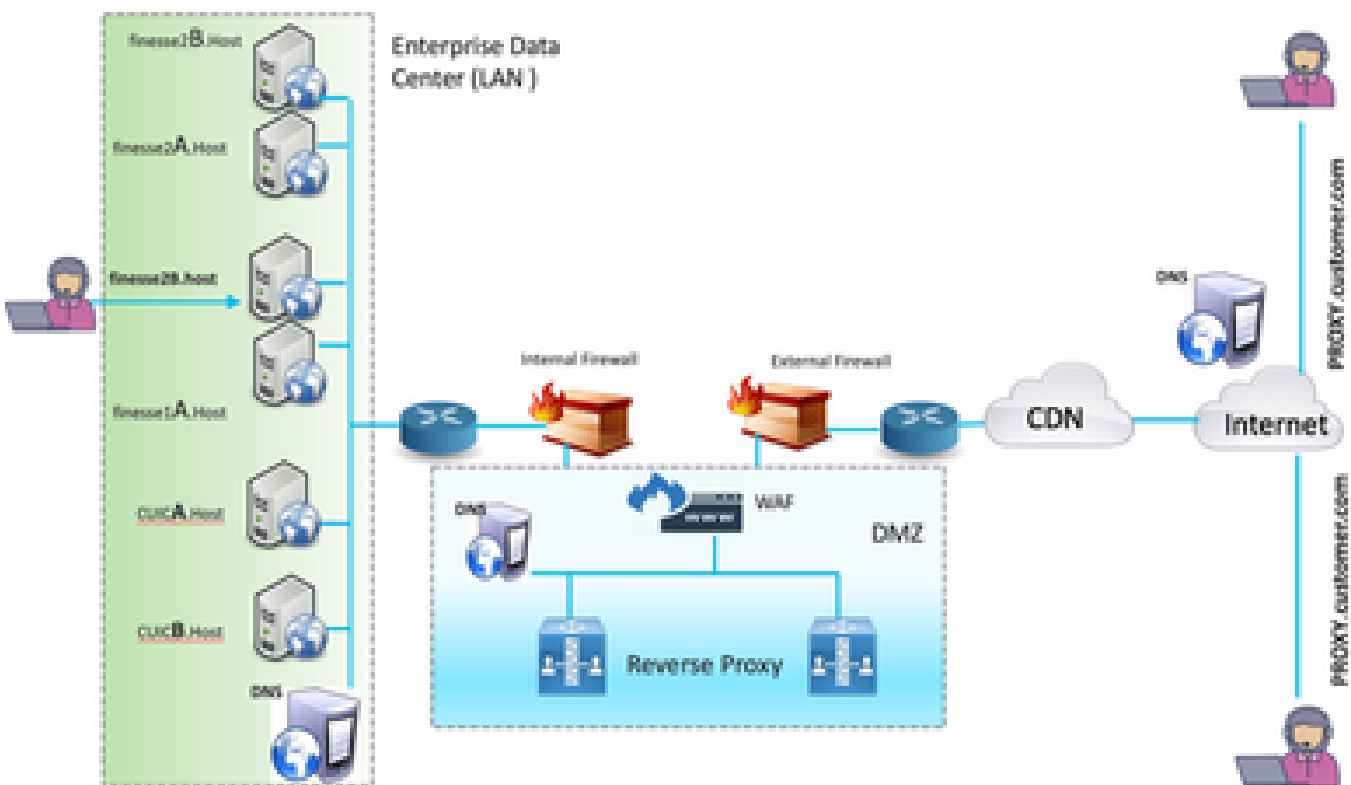 finesse2B.Host
Enterprise Data
Center (LAN )
finesse2A.Host
finesse2B.host
finesse1A.Host
CUICA.Host
CUICB.Host
DNS
Internal Firewall
External Firewall
DNS
WAF
DMZ
Reverse Proxy
CDN
DNS
Internet
PROXY.customer.com
PROXY.customer.com